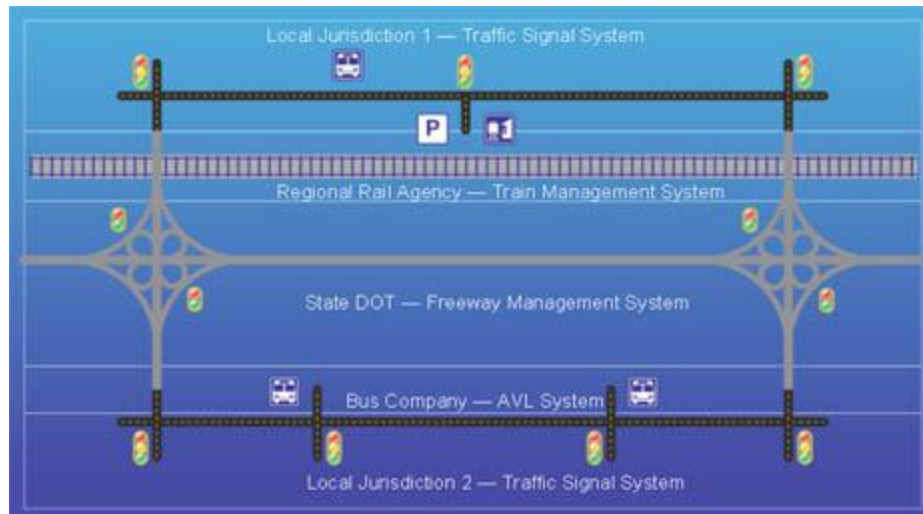 Local Jurisdiction 1 — Traffic Signal System
P
Regional Rail Agency — Train Management System
State DOT — Freeway Management System
Bus Company — AVL System
Local Jurisdiction 2 — Traffic Signal System